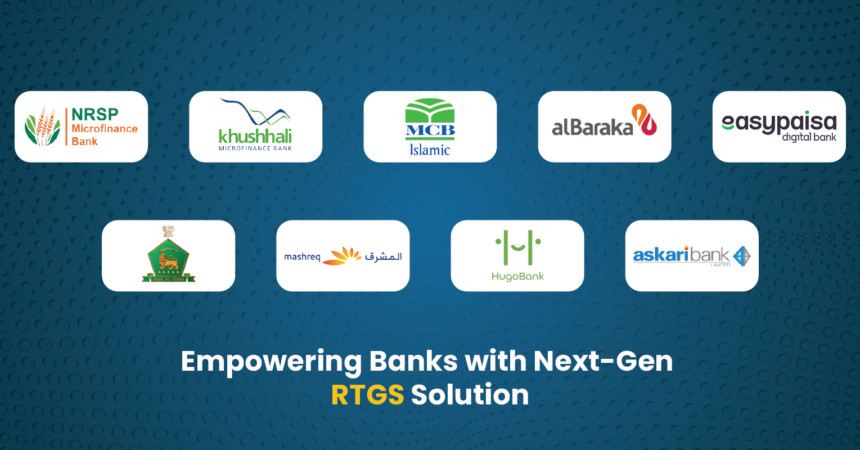 NRSP
Microfinance
Bank
khushhali
MICROFINANCE BANK
MCB
Islamic
alBaraka
easypaisa
digital bank
mashreq المشرق
HugoBank
askaribank
Empowering Banks with Next-Gen
RTGS Solution